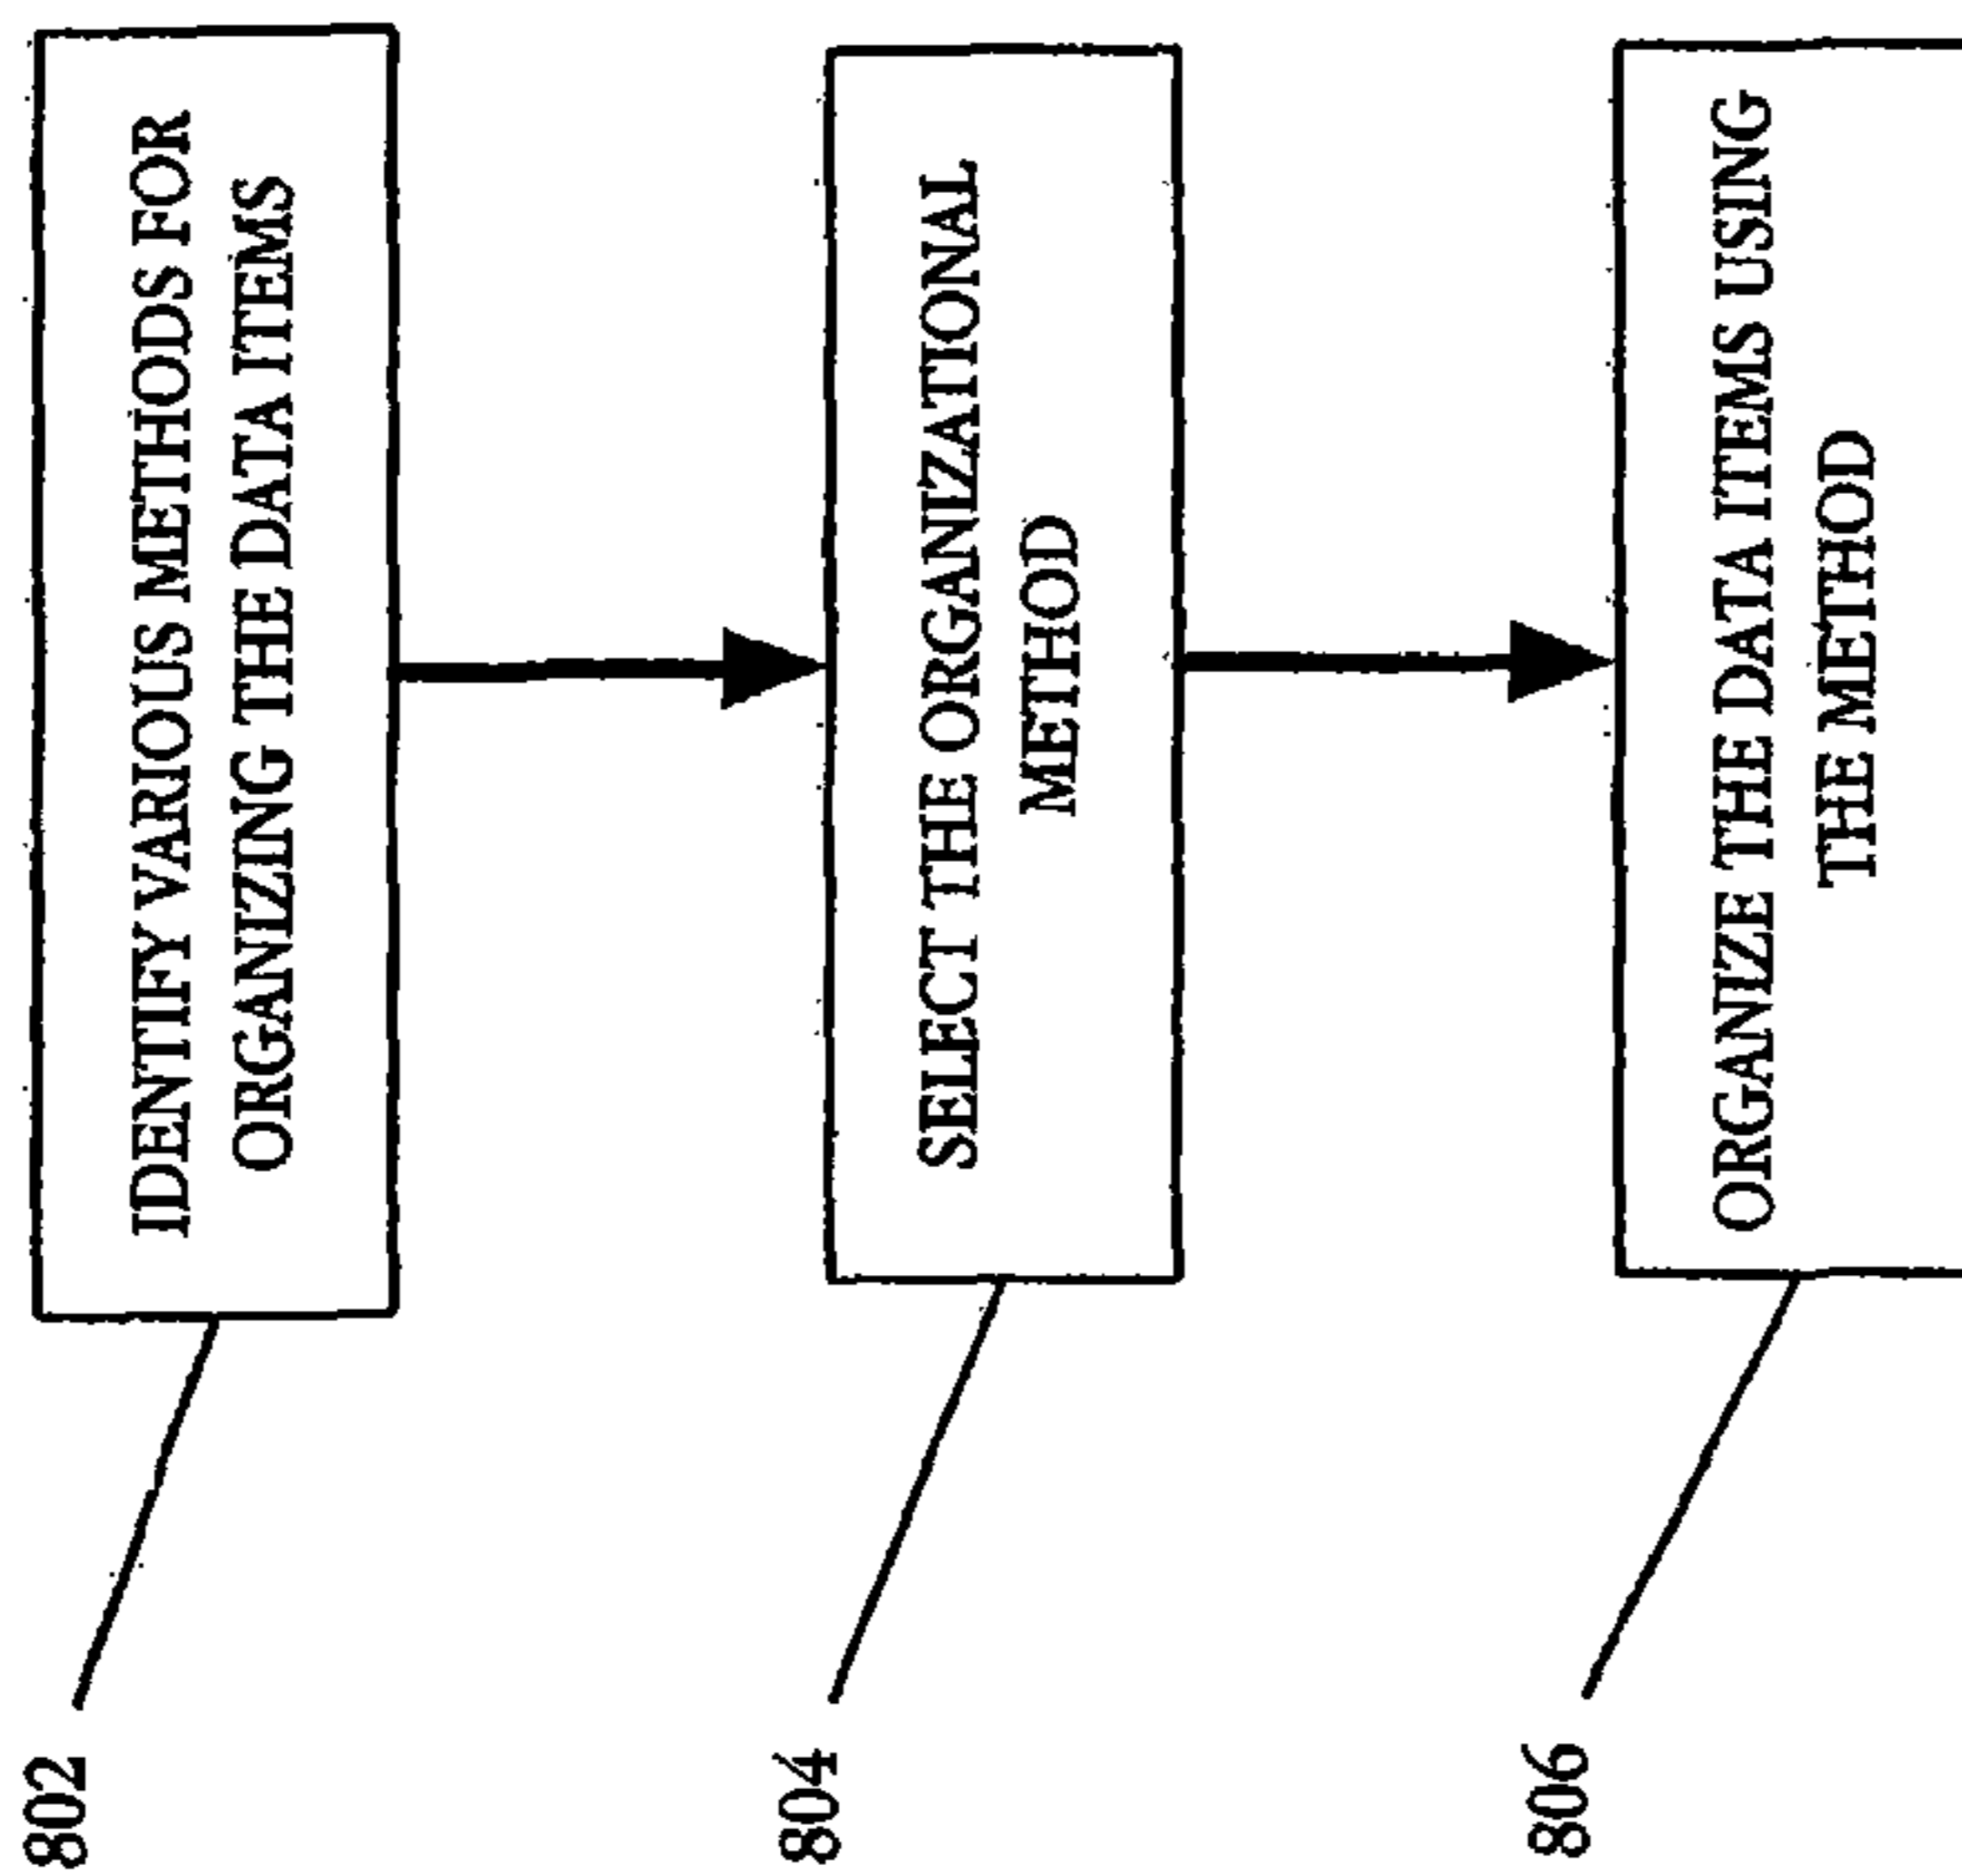 802
IDENTIFY VARIOUS METHODS FOR
ORGANIZING THE DATA ITEMS
804
SELECT THE ORGANIZATIONAL
METHOD
806
ORGANIZE THE DATA ITEMS USING
THE METHOD